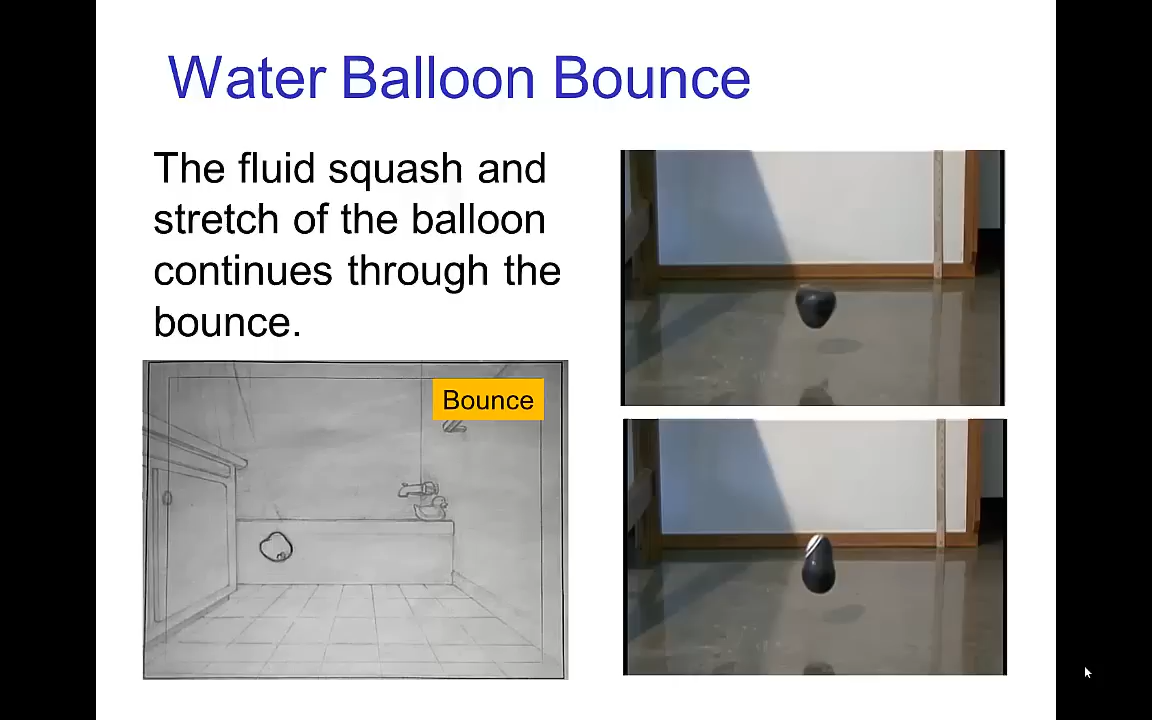 Water Balloon Bounce
The fluid squash and
stretch of the balloon
continues through the
bounce.
Bounce